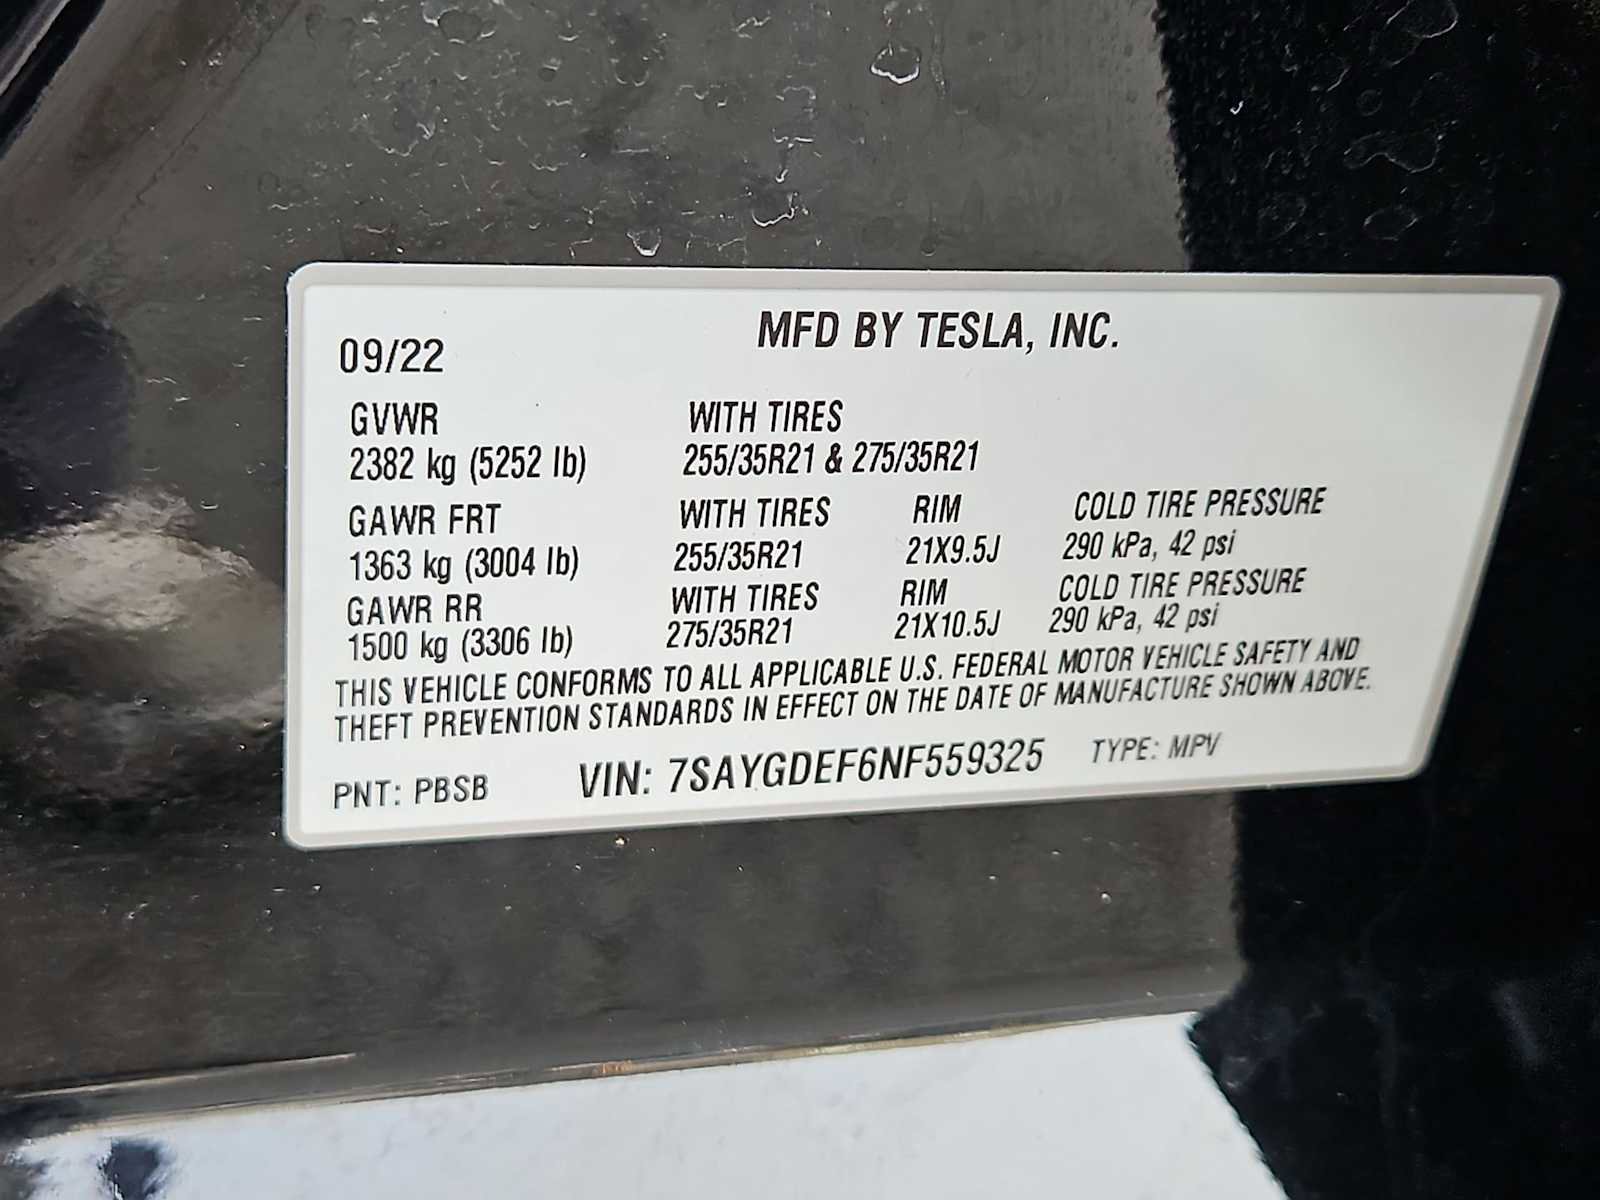 MFD BY TESLA, INC.
09/22
GVWR WITH TIRES
2382 kg (5252 lb) 255/35R21 & 275/35R21
GAWR FRT WITH TIRES RIM COLD TIRE PRESSURE
1363 kg (3004 lb) 255/35R21 21X9.5J 290 kPa, 42 psi
GAWR RR WITH TIRES RIM COLD TIRE PRESSURE
1500 kg (3306 lb) 275/35R21 21X10.5J 290 kPa, 42 psi
THIS VEHICLE CONFORMS TO ALL APPLICABLE U.S. FEDERAL MOTOR VEHICLE SAFETY AND
THEFT PREVENTION STANDARDS IN EFFECT ON THE DATE OF MANUFACTURE SHOWN ABOVE.
PNT: PBSB VIN: 7SAYGDEF6NF559325 TYPE: MPV